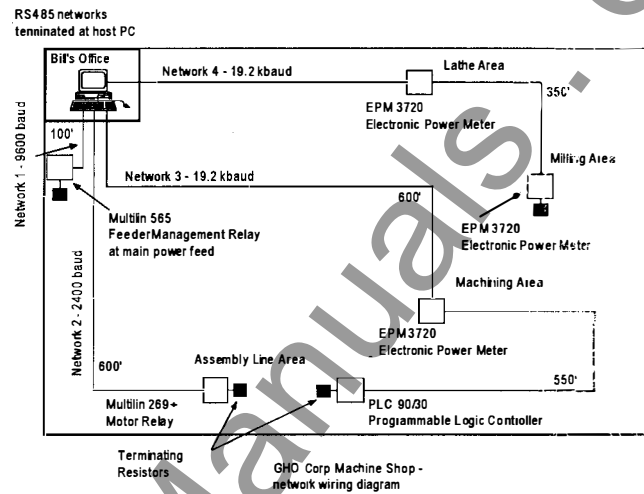 RS485 networks
tenninated at host PC
Bill's Office
Network 4 - 19.2 kbaud
Lathe Area
EPM 3720
Electronic Power Meter
350'
100'
Network 1 - 9600 baud
Network 3 - 19.2 kbaud
600'
Milling Area
EPM3720
Electronic Power Meter
Multilin 565
FeederManagement Relay
at main power feed
Machining Area
EPM3720
Electronic Power Meter
Network 2 - 2400 baud
600'
Assembly Line Area
550'
Multilin 269+
Motor Relay
PLC 90/30
Programmable Logic Controller
Terminating
Resistors
GHO Corp Machine Shop -
network wiring diagram